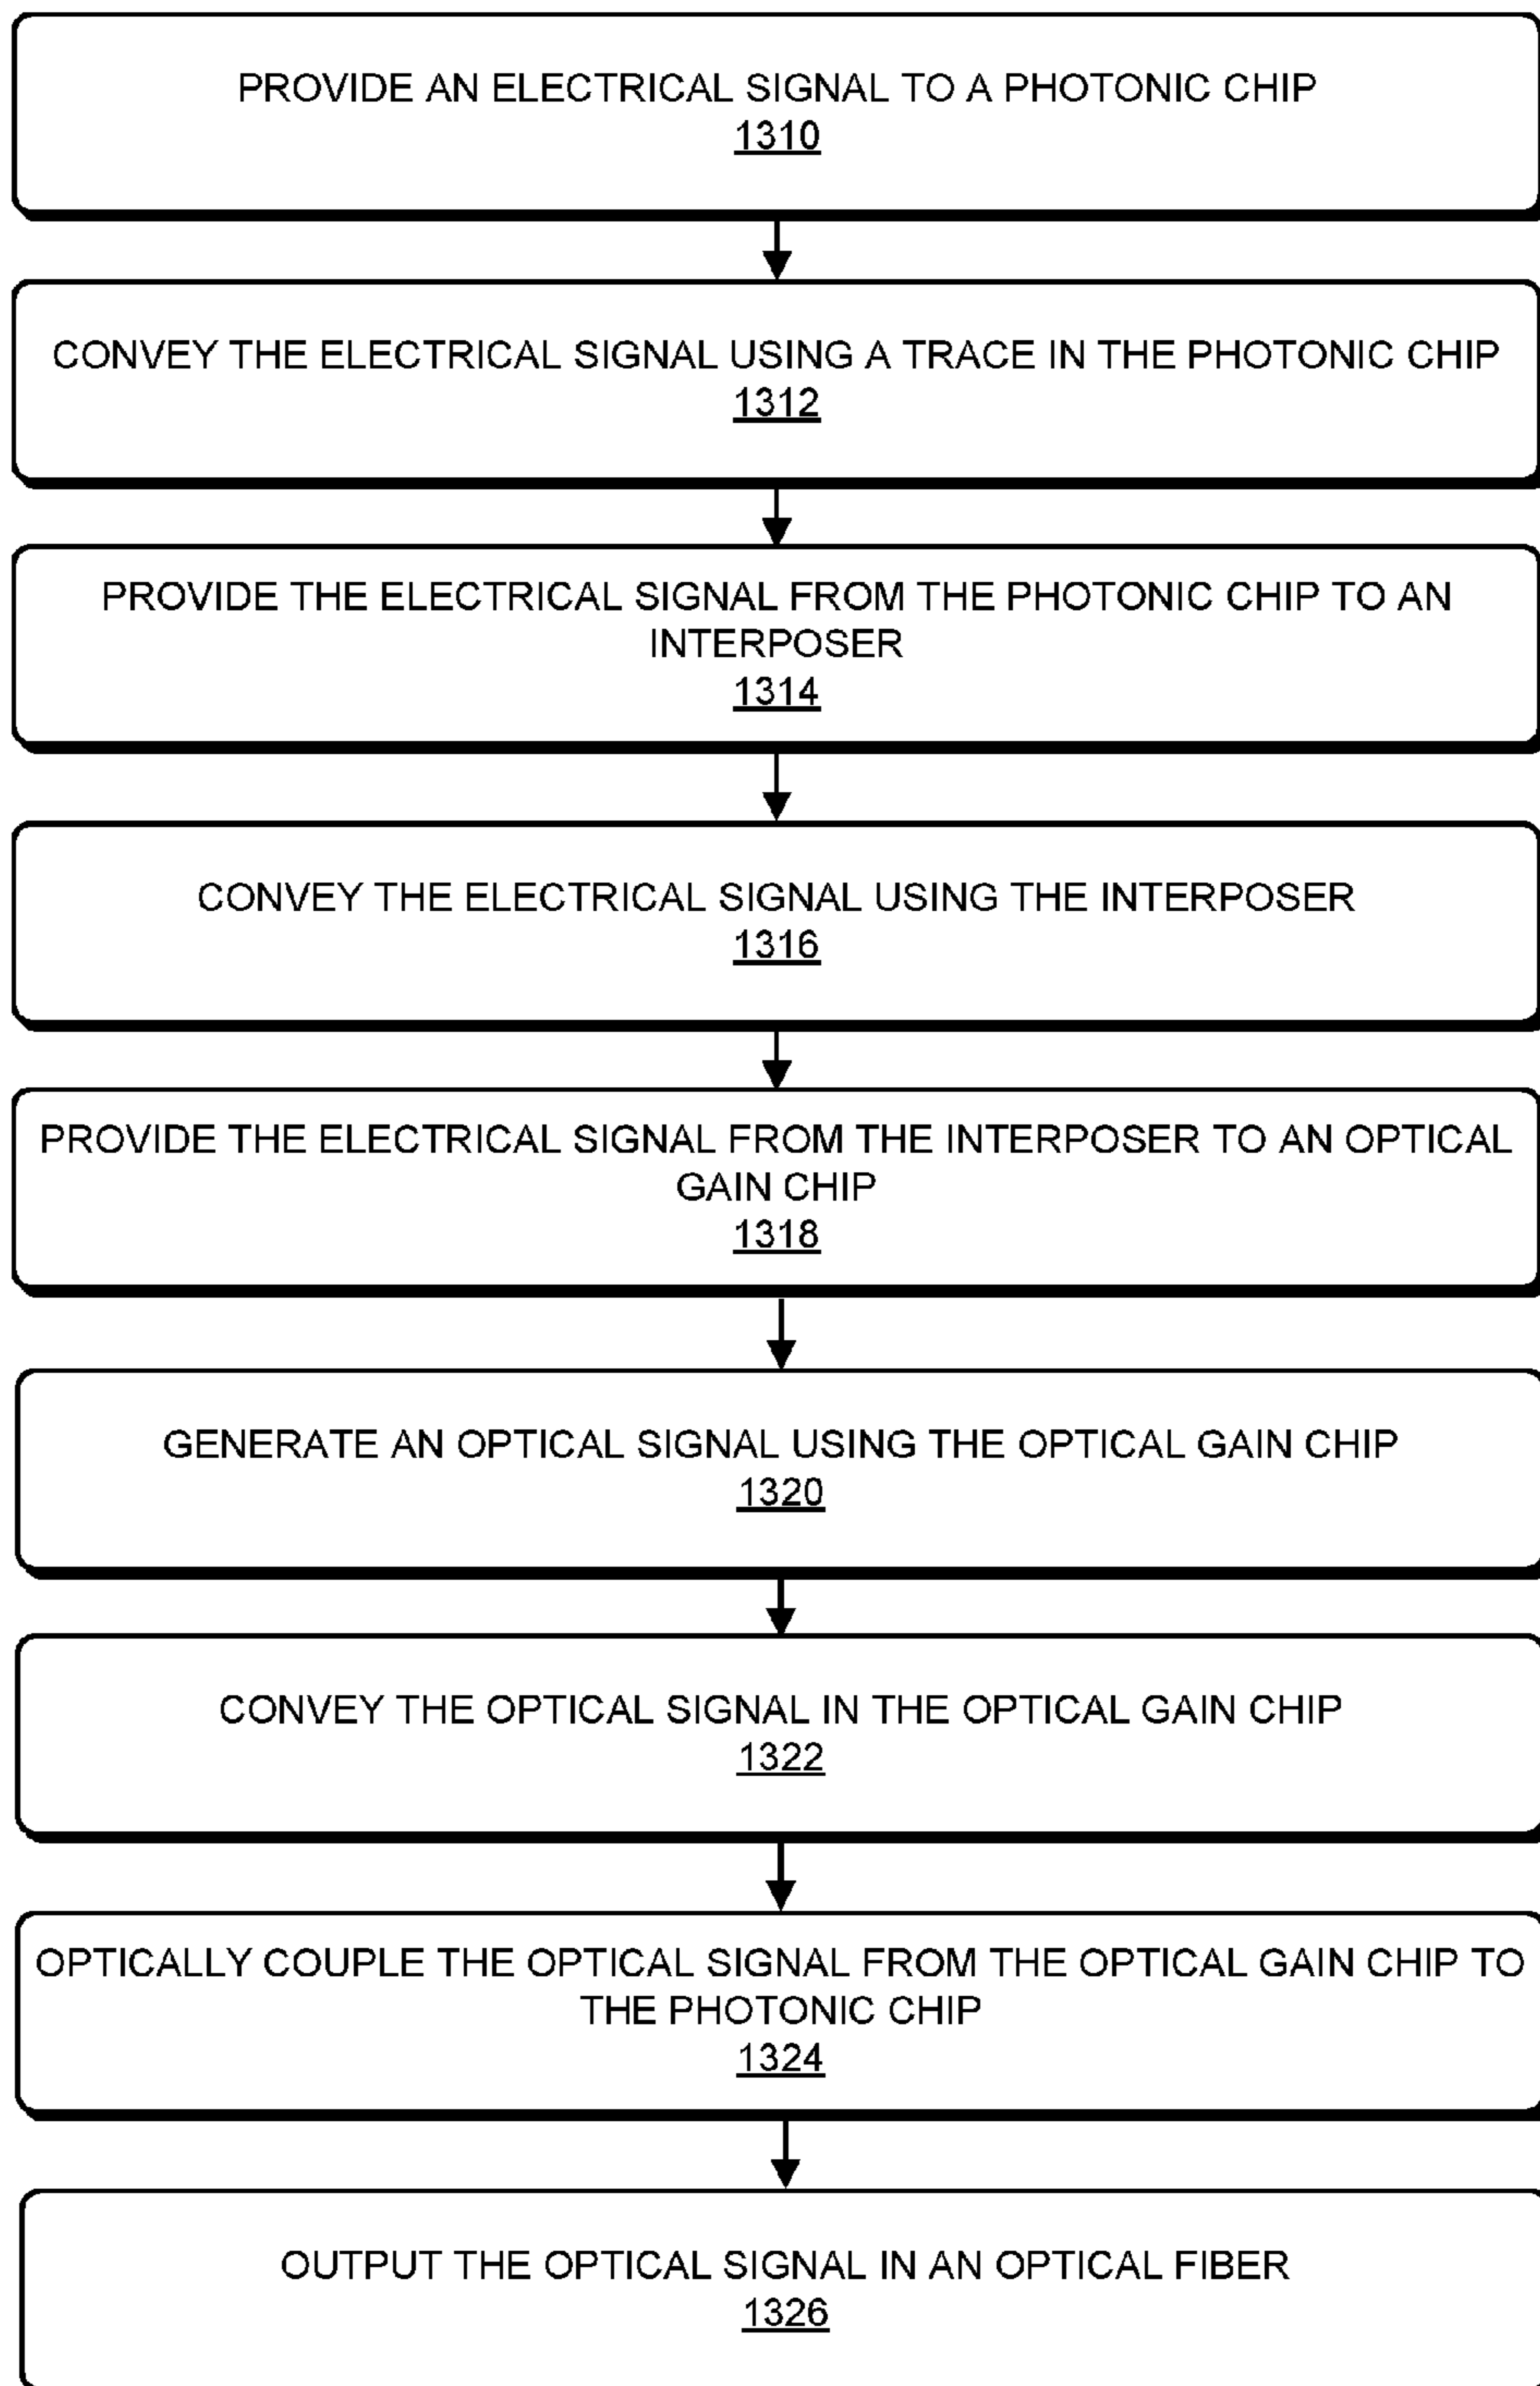 PROVIDE AN ELECTRICAL SIGNAL TO A PHOTONIC CHIP
1310
CONVEY THE ELECTRICAL SIGNAL USING A TRACE IN THE PHOTONIC CHIP
1312
PROVIDE THE ELECTRICAL SIGNAL FROM THE PHOTONIC CHIP TO AN
INTERPOSER
1314
CONVEY THE ELECTRICAL SIGNAL USING THE INTERPOSER
1316
PROVIDE THE ELECTRICAL SIGNAL FROM THE INTERPOSER TO AN OPTICAL
GAIN CHIP
1318
GENERATE AN OPTICAL SIGNAL USING THE OPTICAL GAIN CHIP
1320
CONVEY THE OPTICAL SIGNAL IN THE OPTICAL GAIN CHIP
1322
OPTICALLY COUPLE THE OPTICAL SIGNAL FROM THE OPTICAL GAIN CHIP TO
THE PHOTONIC CHIP
1324
OUTPUT THE OPTICAL SIGNAL IN AN OPTICAL FIBER
1326